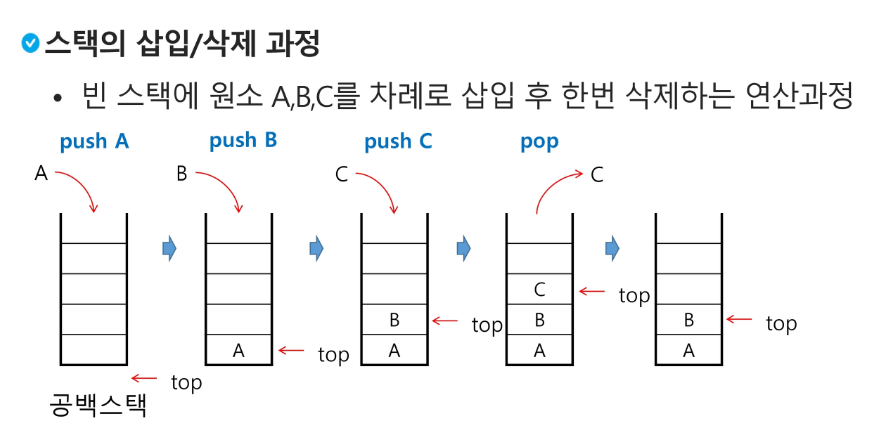 스택의 삽입/삭제 과정
• 빈 스택에 원소 A,B,C를 차례로 삽입 후 한번 삭제하는 연산과정
push A push B push C pop
A B C C
C top
B top B top B top
A top A A A
top
공백스택